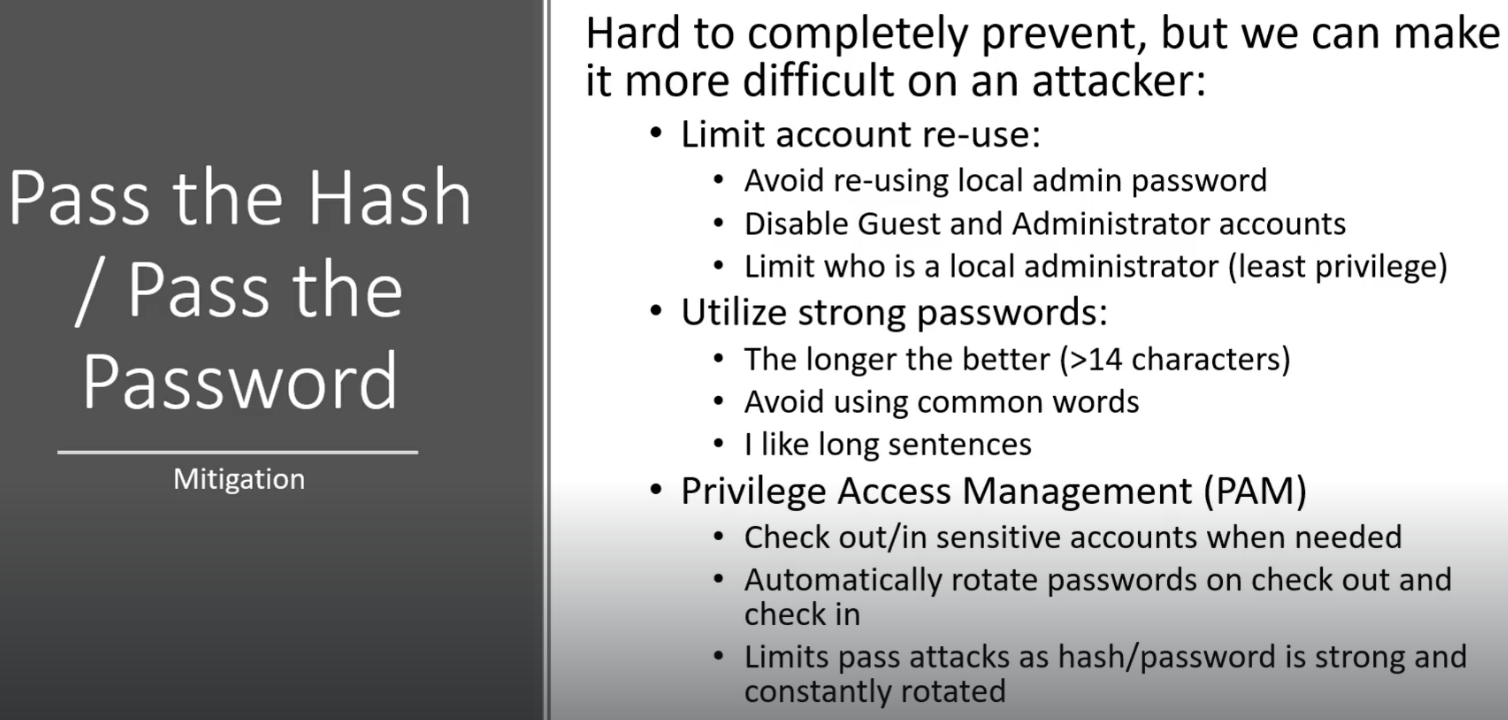 Pass the Hash
/ Pass the
Password
Mitigation
Hard to completely prevent, but we can make
it more difficult on an attacker:
• Limit account re-use:
• Avoid re-using local admin password
• Disable Guest and Administrator accounts
• Limit who is a local administrator (least privilege)
• Utilize strong passwords:
• The longer the better (>14 characters)
• Avoid using common words
• I like long sentences
• Privilege Access Management (PAM)
• Check out/in sensitive accounts when needed
• Automatically rotate passwords on check out and
check in
• Limits pass attacks as hash/password is strong and
constantly rotated